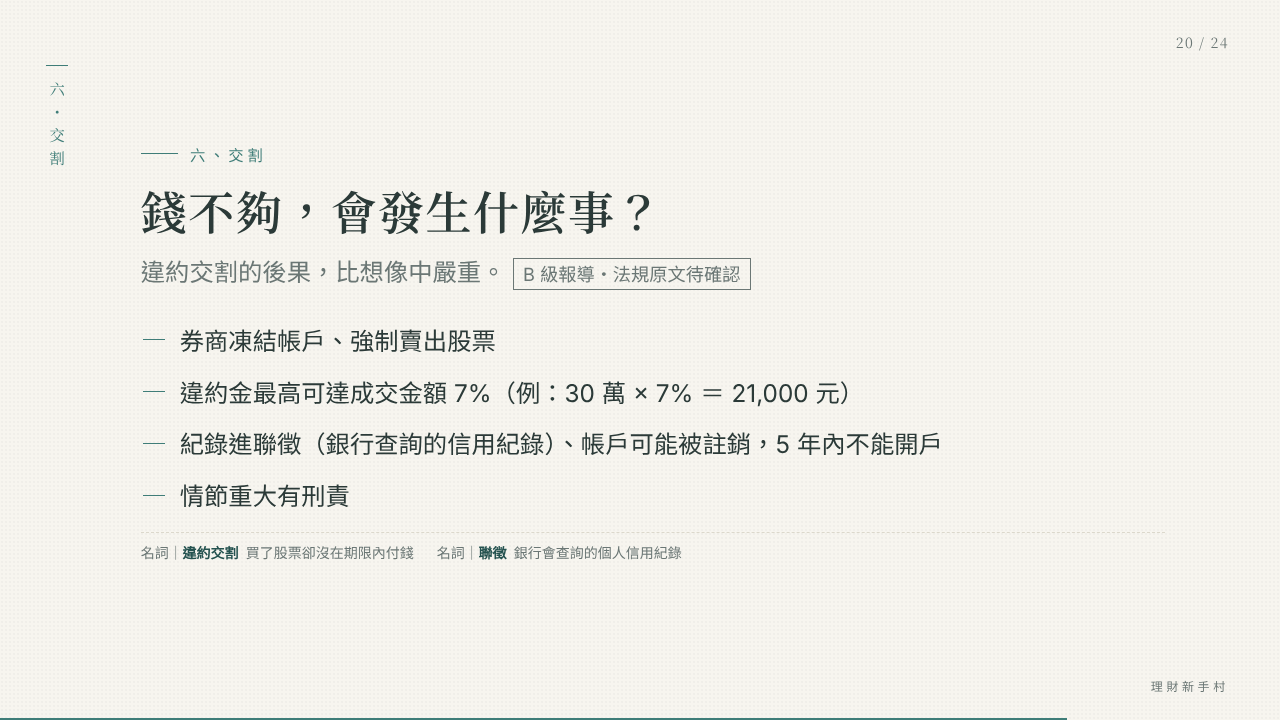 20 / 24
六・交割
六、交割
錢不夠，會發生什麼事？
違約交割的後果，比想像中嚴重。 B 級報導・法規原文待確認
— 券商凍結帳戶、強制賣出股票
— 違約金最高可達成交金額 7%（例：30 萬 × 7% ＝ 21,000 元）
— 紀錄進聯徵（銀行查詢的信用紀錄）、帳戶可能被註銷，5 年內不能開戶
— 情節重大有刑責
名詞｜違約交割 買了股票卻沒在期限內付錢 名詞｜聯徵 銀行會查詢的個人信用紀錄
理財新手村